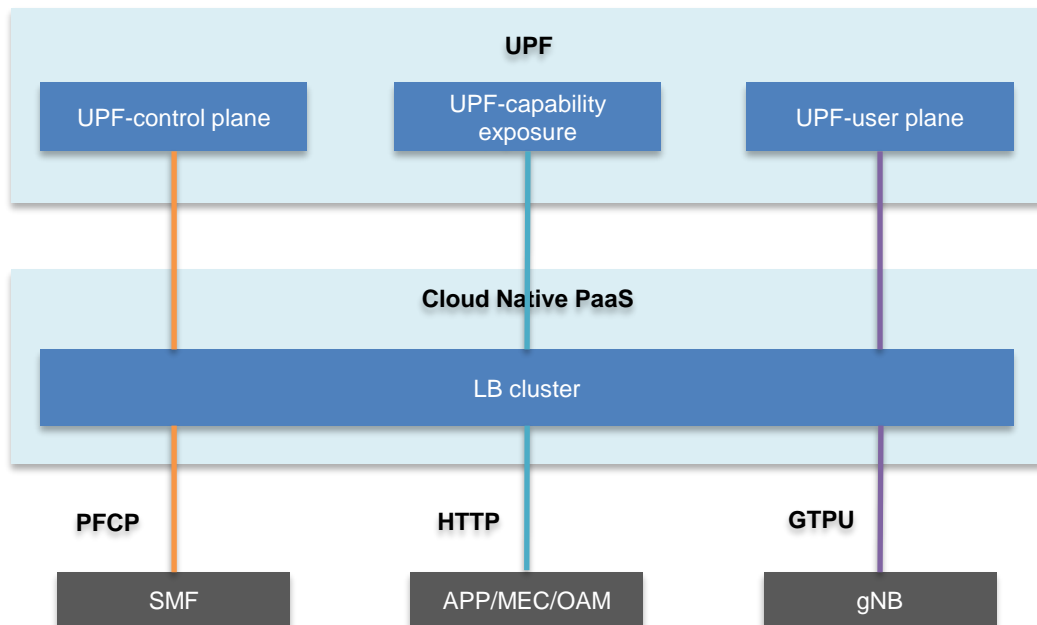 UPF
UPF-control plane
UPF-capability
exposure
UPF-user plane
Cloud Native PaaS
LB cluster
PFCP
HTTP
GTPU
SMF
APP/MEC/OAM
gNB